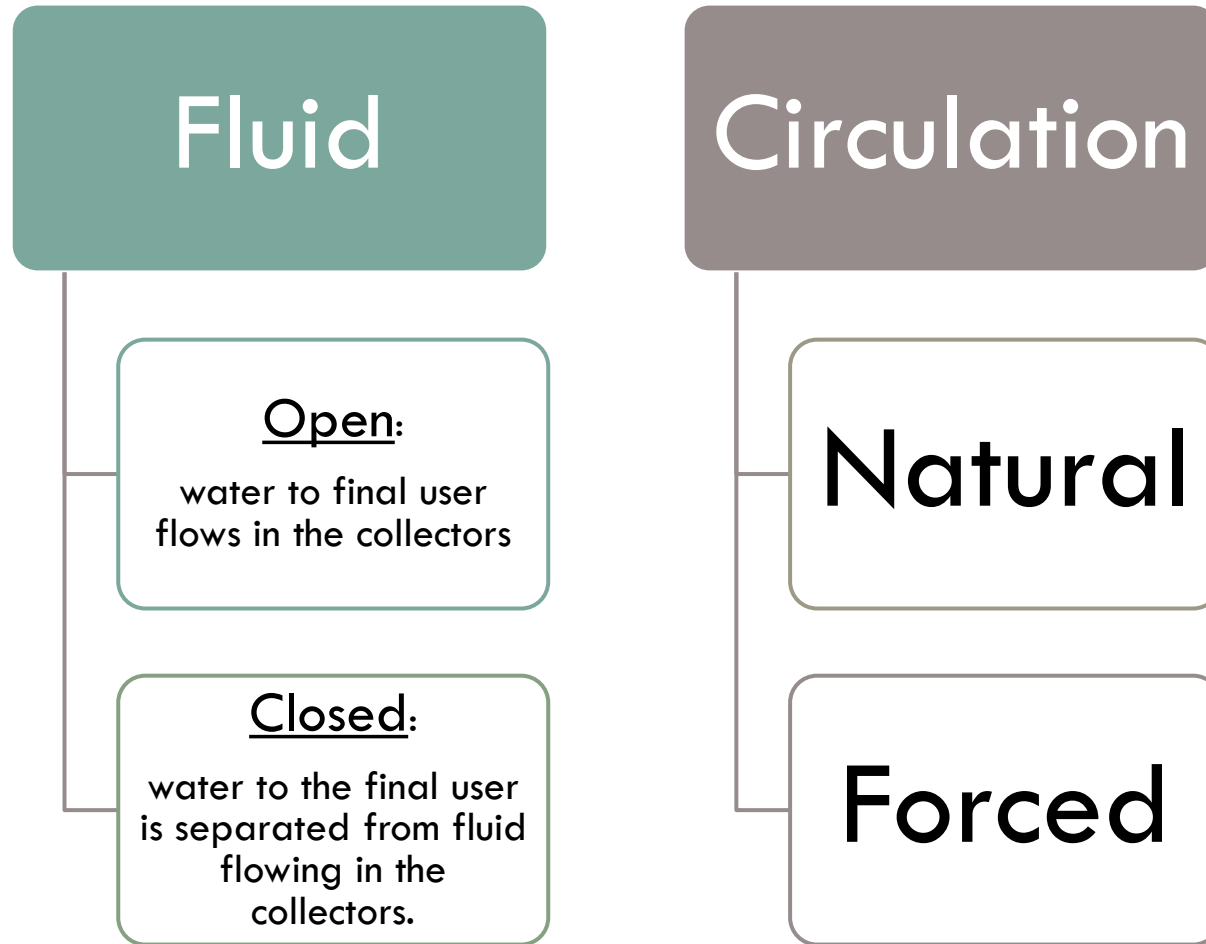 Fluid
Open:
water to final user
flows in the collectors
Closed:
water to the final user
is separated from fluid
flowing in the
collectors.
Circulation
Natural
Forced